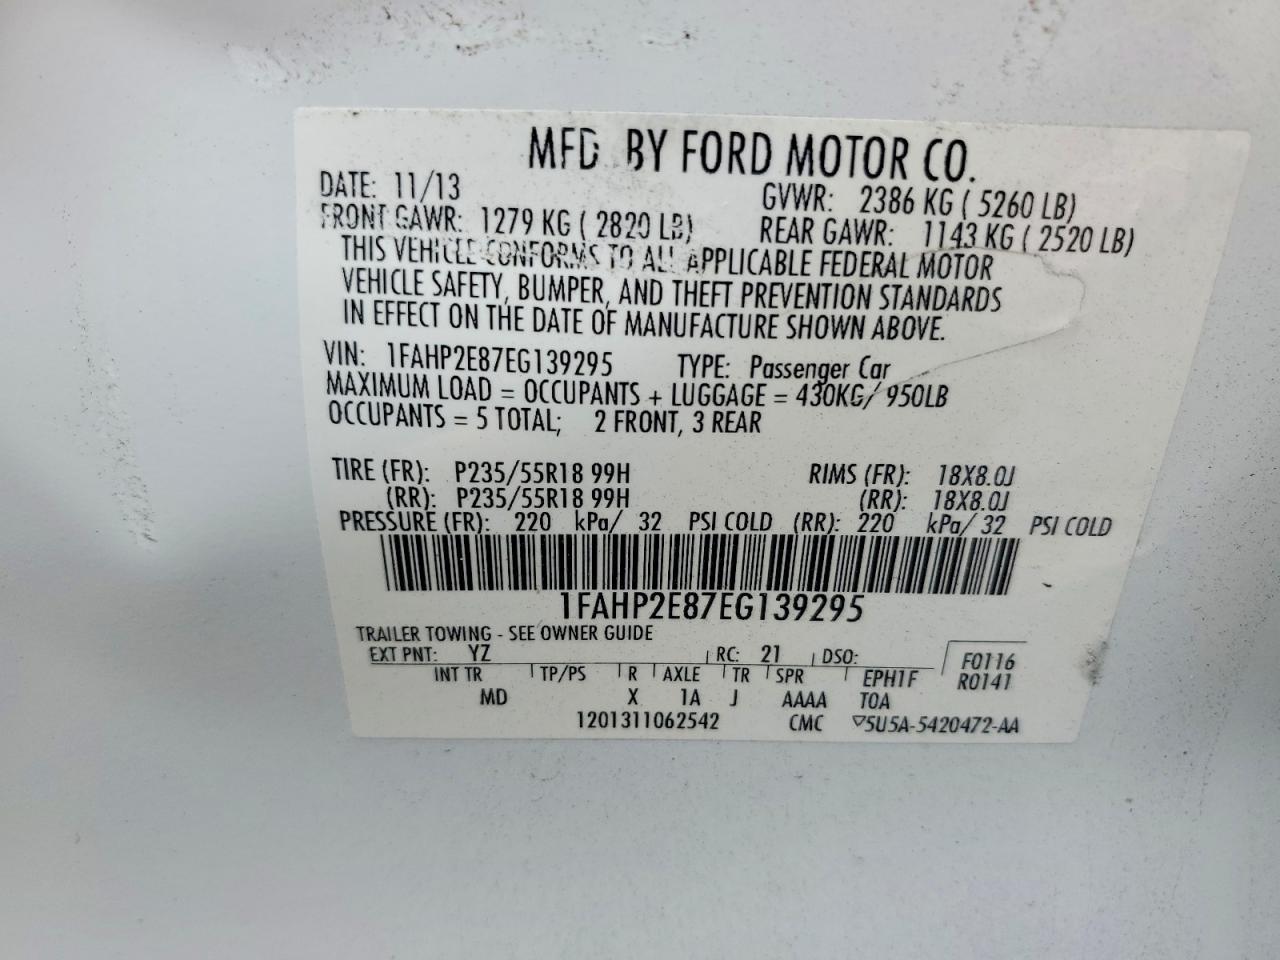 MFD BY FORD MOTOR CO.
DATE: 11/13 GVWR: 2386 KG ( 5260 LB)
FRONT GAWR: 1279 KG ( 2820 LB) REAR GAWR: 1143 KG ( 2520 LB)
THIS VEHICLE CONFORMS TO ALL APPLICABLE FEDERAL MOTOR
VEHICLE SAFETY, BUMPER, AND THEFT PREVENTION STANDARDS
IN EFFECT ON THE DATE OF MANUFACTURE SHOWN ABOVE.
VIN: 1FAHP2E87EG139295 TYPE: Passenger Car
MAXIMUM LOAD = OCCUPANTS + LUGGAGE = 430KG/ 950LB
OCCUPANTS = 5 TOTAL; 2 FRONT, 3 REAR
TIRE (FR): P235/55R18 99H RIMS (FR): 18X8.0J
(RR): P235/55R18 99H (RR): 18X8.0J
PRESSURE (FR): 220 kPa/ 32 PSI COLD (RR): 220 kPa/ 32 PSI COLD
1FAHP2E87EG139295
TRAILER TOWING - SEE OWNER GUIDE
EXT PNT: YZ RC: 21 DSO: F0116
INT TR TP/PS R AXLE TR SPR EPH1F R0141
MD X 1A J AAAA TOA
1201311062542 CMC ▽5U5A-5420472-AA